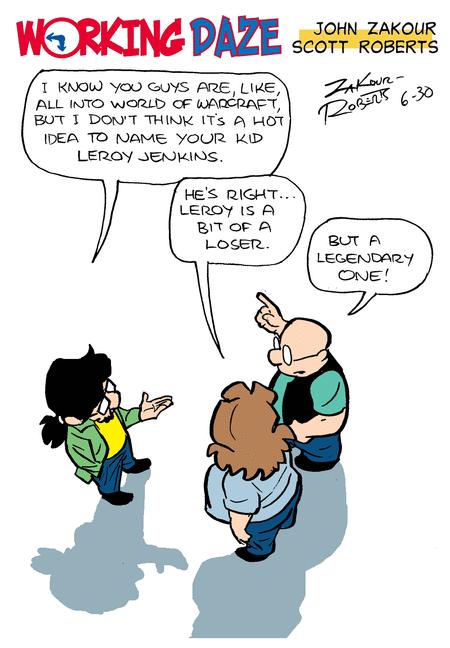 WORKING DAZE
JOHN ZAKOUR
SCOTT ROBERTS
ZAKOUR-
ROBERTS 6-30
I KNOW YOU GUYS ARE, LIKE,
ALL INTO WORLD OF WARCRAFT,
BUT I DON'T THINK IT'S A HOT
IDEA TO NAME YOUR KID
LEROY JENKINS.
HE'S RIGHT...
LEROY IS A
BIT OF A
LOSER.
BUT A
LEGENDARY
ONE!